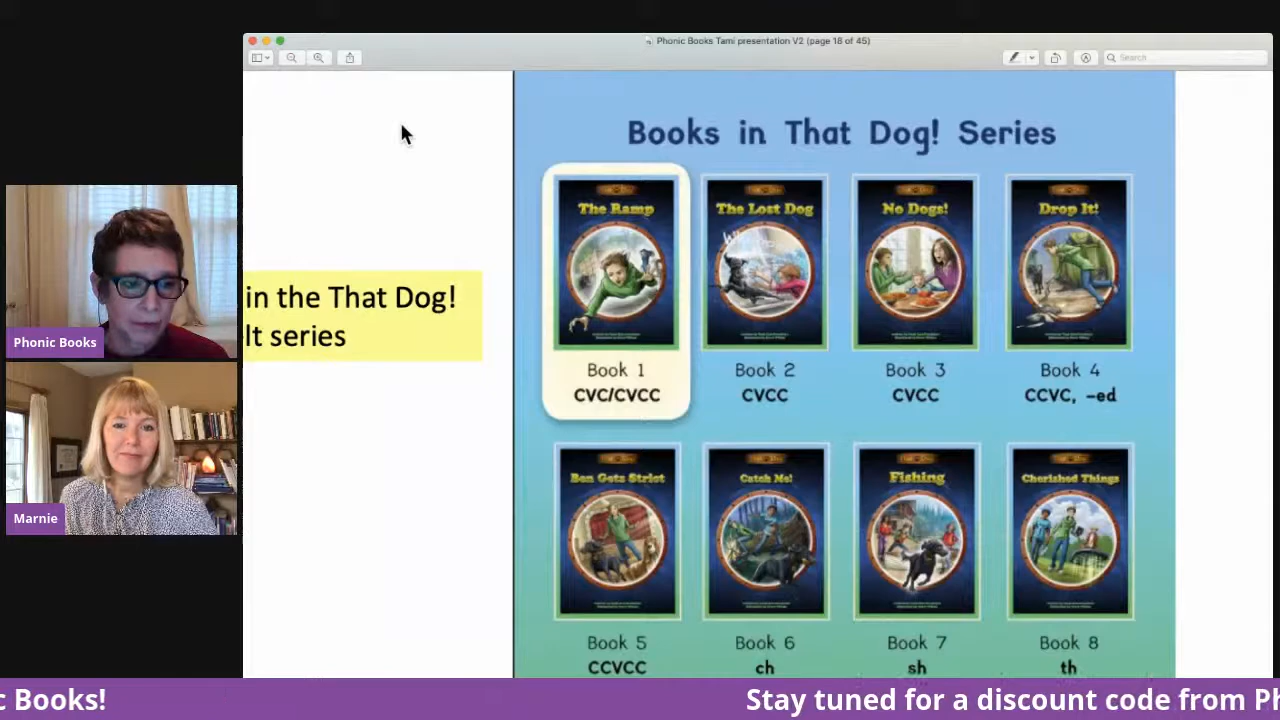 Phonic Books Tami presentation V2 (page 18 of 45)
Search
Books in That Dog! Series
The Ramp
The Lost Dog
No Dogs!
Drop It!
Book 1
Book 2
Book 3
Book 4
CVC/CVCC
CVCC
CVCC
CCVC, -ed
in the That Dog!
It series
Phonic Books
Marnie
Ben Gets Strict
Catch Me!
Fishing
Cherished Things
Book 5
Book 6
Book 7
Book 8
CCVCC
ch
sh
th
c Books!
Stay tuned for a discount code from Ph